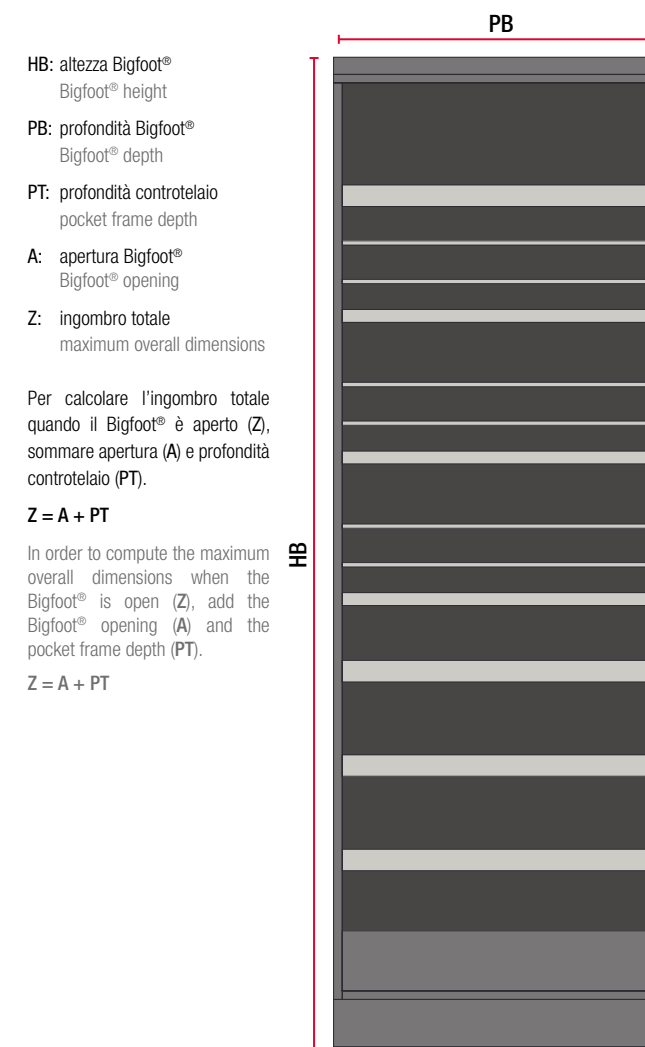 PB
HB: altezza Bigfoot®
Bigfoot® height
PB: profondità Bigfoot®
Bigfoot® depth
PT: profondità controtelaio
pocket frame depth
A: apertura Bigfoot®
Bigfoot® opening
Z: ingombro totale
maximum overall dimensions
Per calcolare l'ingombro totale
quando il Bigfoot® è aperto (Z),
sommare apertura (A) e profondità
controtelaio (PT).
Z = A + PT
In order to compute the maximum
overall dimensions when the
Bigfoot® is open (Z), add the
Bigfoot® opening (A) and the
pocket frame depth (PT).
Z = A + PT
HB